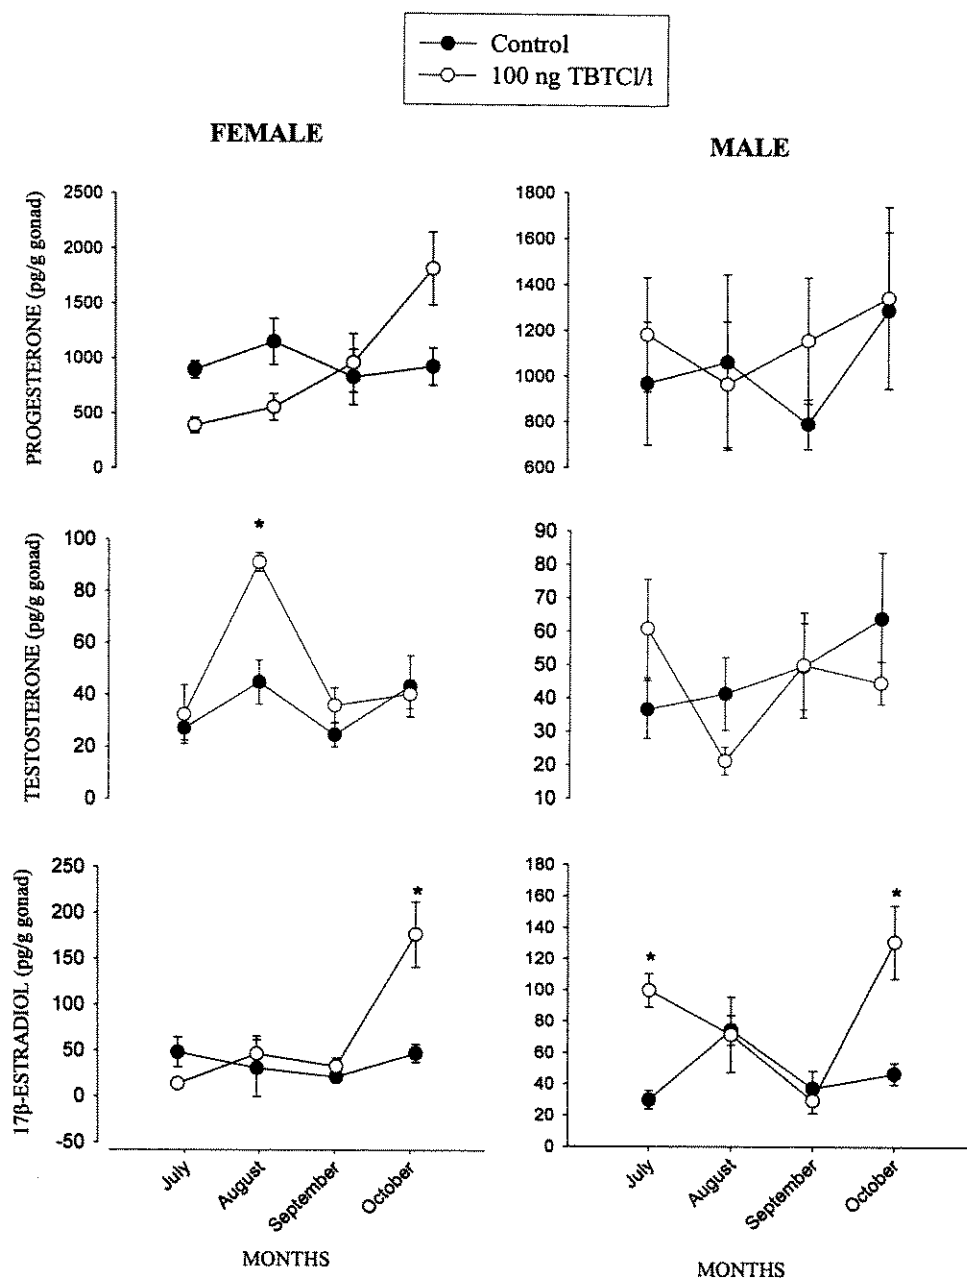 Control
100 ng TBTCl/l
FEMALE
MALE
PROGESTERONE (pg/g gonad)
2500
2000
1500
1000
500
0
1800
1600
1400
1200
1000
800
600
TESTOSTERONE (pg/g gonad)
*
100
80
60
40
20
0
90
80
70
60
50
40
30
20
10
17β-ESTRADIOL (pg/g gonad)
250
200
150
100
50
0
-50
*
180
160
140
120
100
80
60
40
20
0
*
*
July
August
September
October
July
August
September
October
MONTHS
MONTHS